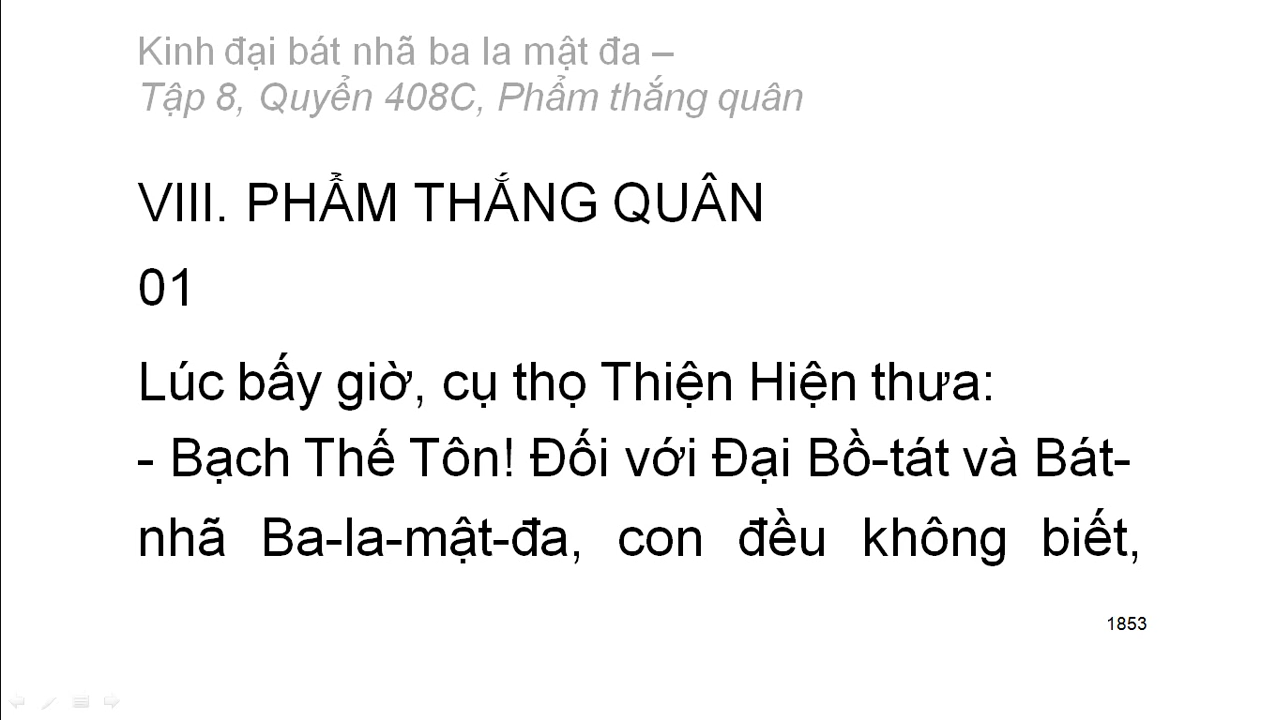 Kinh đại bát nhã ba la mật đa –
Tập 8, Quyển 408C, Phẩm thắng quân
VIII. PHẨM THẮNG QUÂN
01
Lúc bấy giờ, cụ thọ Thiện Hiện thưa:
- Bạch Thế Tôn! Đối với Đại Bồ-tát và Bát-
nhã Ba-la-mật-đa, con đều không biết,
1853